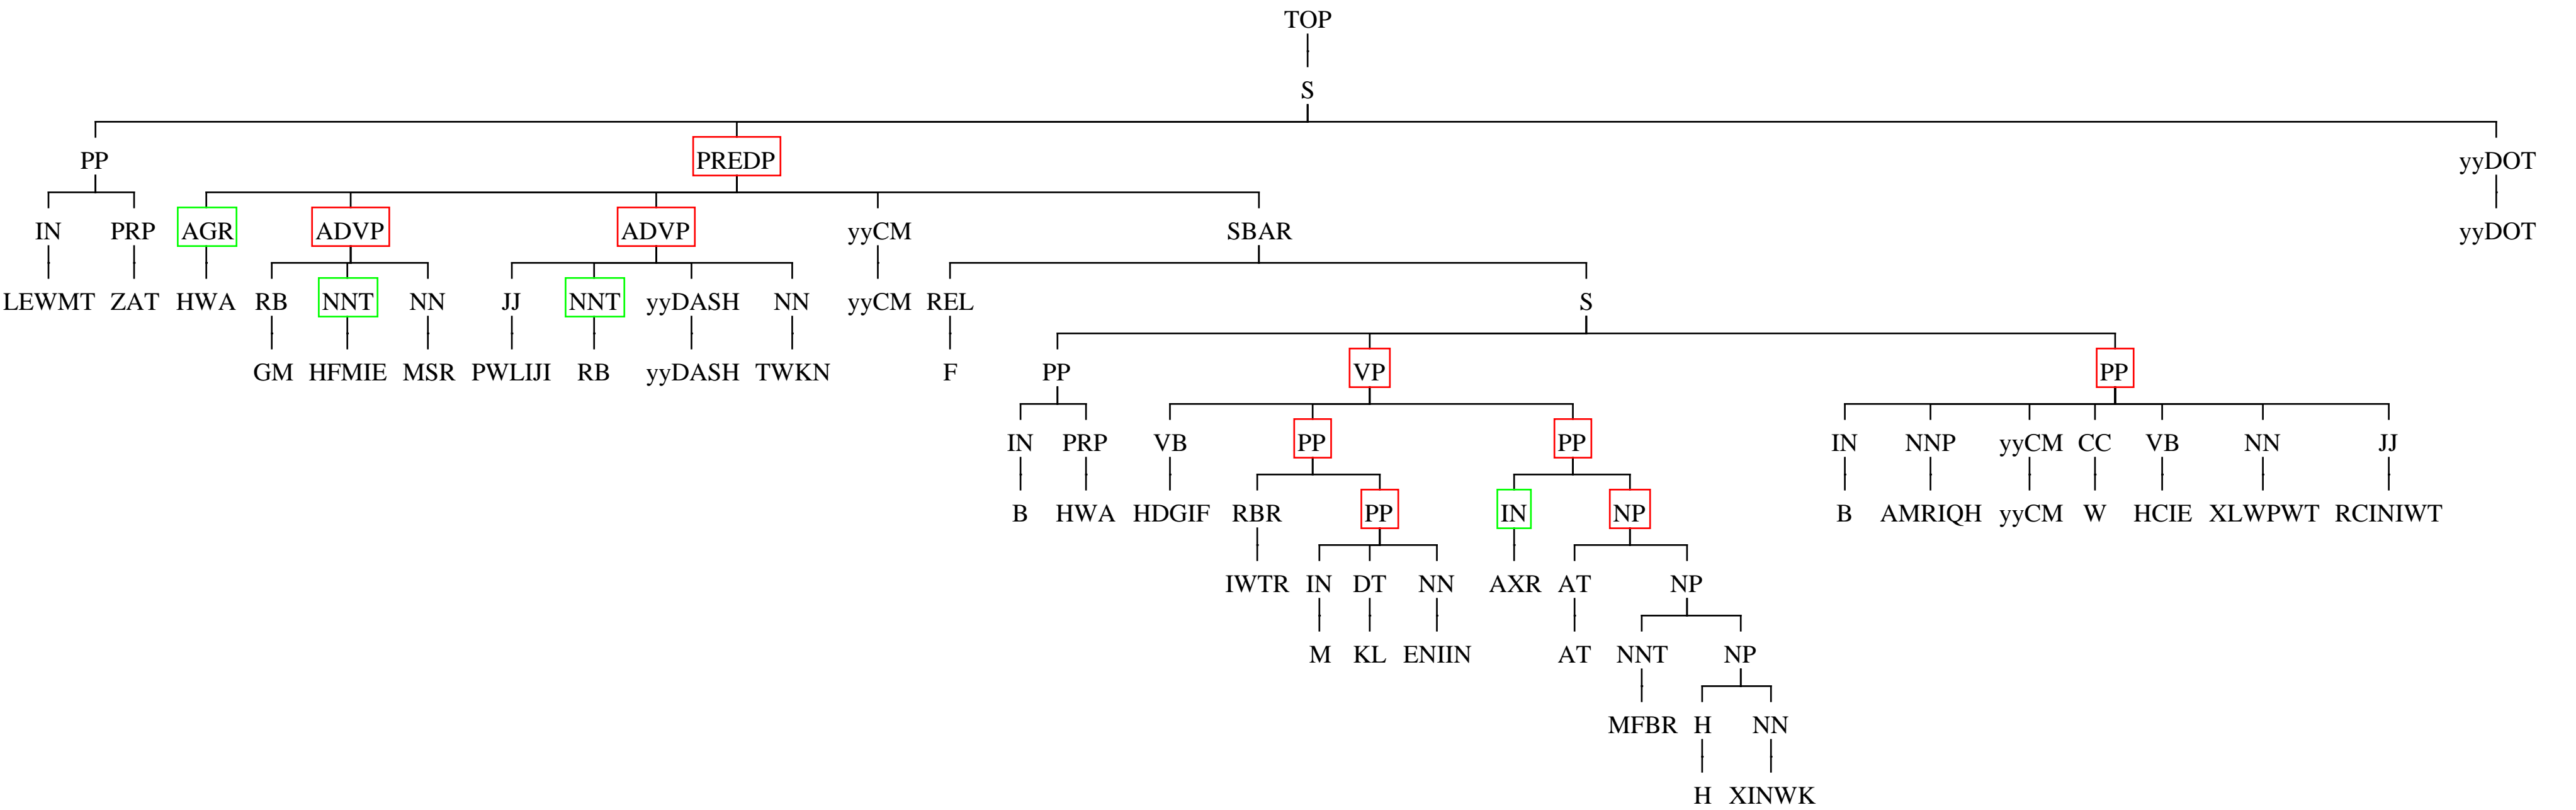 TOP
S
PP PREDP yyDOT
IN PRP AGR ADVP ADVP yyCM SBAR yyDOT
LEWMT ZAT HWA RB NNT NN JJ NNT yyDASH NN yyCM REL S
GM HFMIE MSR PWLIJI RB yyDASH TWKN F PP VP PP
IN PRP VB PP PP IN NNP yyCM CC VB NN JJ
B HWA HDGIF RBR PP IN NP B AMRIQH yyCM W HCIE XLWPWT RCINIWT
IWTR IN DT NN AXR AT NP
M KL ENIIN AT NNT NP
MFBR H NN
H XINWK